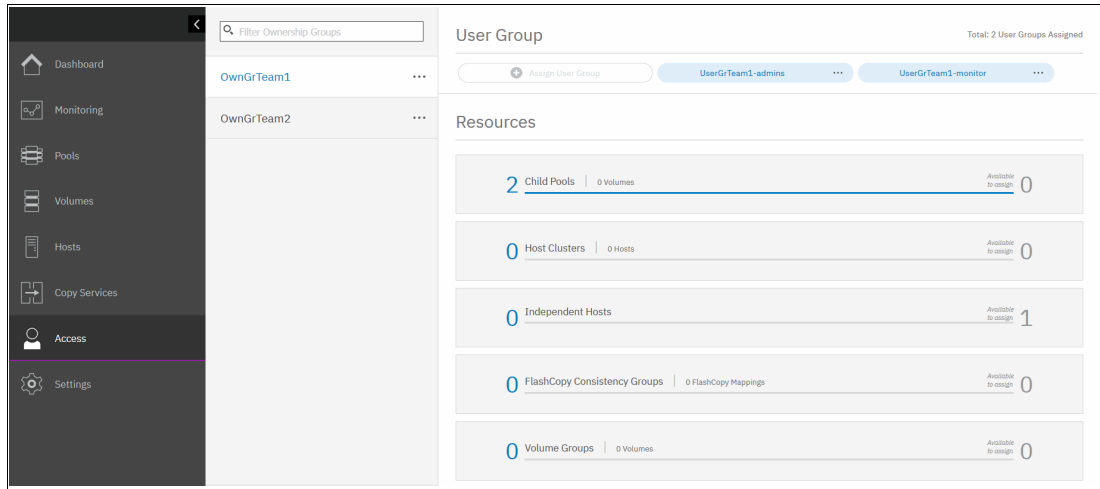 Dashboard
Monitoring
Pools
Volumes
Hosts
Copy Services
Access
Settings
Filter Ownership Groups
OwnGrTeam1 ...
OwnGrTeam2 ...
User Group
Total: 2 User Groups Assigned
Assign User Group
UserGrTeam1-admins ...
UserGrTeam1-monitor ...
Resources
2 Child Pools | 0 Volumes
Available
to assign 0
0 Host Clusters | 0 Hosts
Available
to assign 0
0 Independent Hosts
Available
to assign 1
0 FlashCopy Consistency Groups | 0 FlashCopy Mappings
Available
to assign 0
0 Volume Groups | 0 Volumes
Available
to assign 0